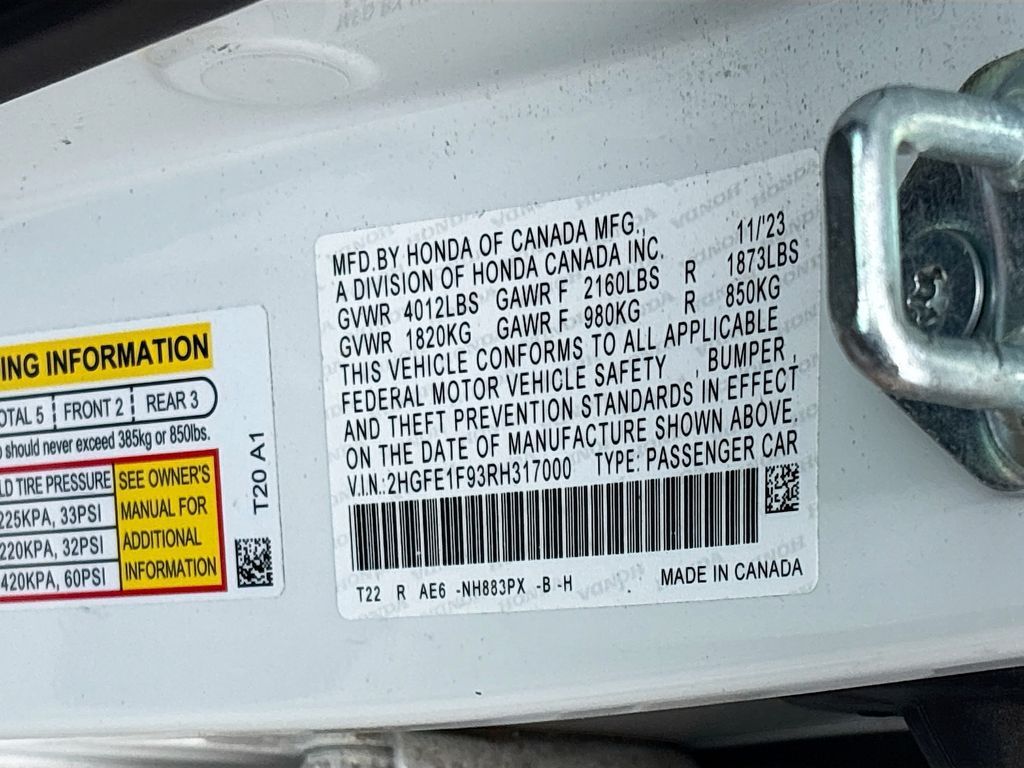 ING INFORMATION
OTAL 5 FRONT 2 REAR 3
should never exceed 385kg or 850lbs.
LD TIRE PRESSURE
225KPA, 33PSI
220KPA, 32PSI
420KPA, 60PSI
SEE OWNER'S
MANUAL FOR
ADDITIONAL
INFORMATION
T20 A1
MFD.BY HONDA OF CANADA MFG., 11/'23
A DIVISION OF HONDA CANADA INC.
GVWR 4012LBS GAWR F 2160LBS R 1873LBS
GVWR 1820KG GAWR F 980KG R 850KG
THIS VEHICLE CONFORMS TO ALL APPLICABLE
FEDERAL MOTOR VEHICLE SAFETY , BUMPER ,
AND THEFT PREVENTION STANDARDS IN EFFECT
ON THE DATE OF MANUFACTURE SHOWN ABOVE.
V.I.N.:2HGFE1F93RH317000 TYPE: PASSENGER CAR
T22 R AE6 -NH883PX -B -H MADE IN CANADA